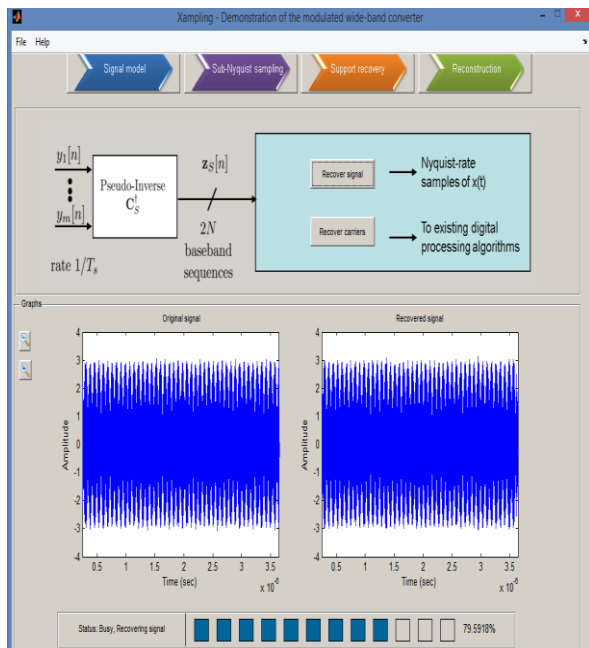 Xampling - Demonstration of the modulated wide-band converter
File Help
Signal model
Sub-Nyquist sampling
Support recovery
Reconstruction
y₁[n]
yₘ[n]
rate 1/Tₛ
Pseudo-Inverse
C†S
z_S[n]
2N
baseband
sequences
Recover signal
Nyquist-rate
samples of x(t)
Recover carriers
To existing digital
processing algorithms
Graphs
Original signal
Amplitude
4
3
2
1
0
-1
-2
-3
-4
0.5 1 1.5 2 2.5 3 3.5
Time (sec)
Recovered signal
Amplitude
4
3
2
1
0
-1
-2
-3
-4
0.5 1 1.5 2 2.5 3 3.5
Time (sec)
Status: Busy, Recovering signal
79.5918%